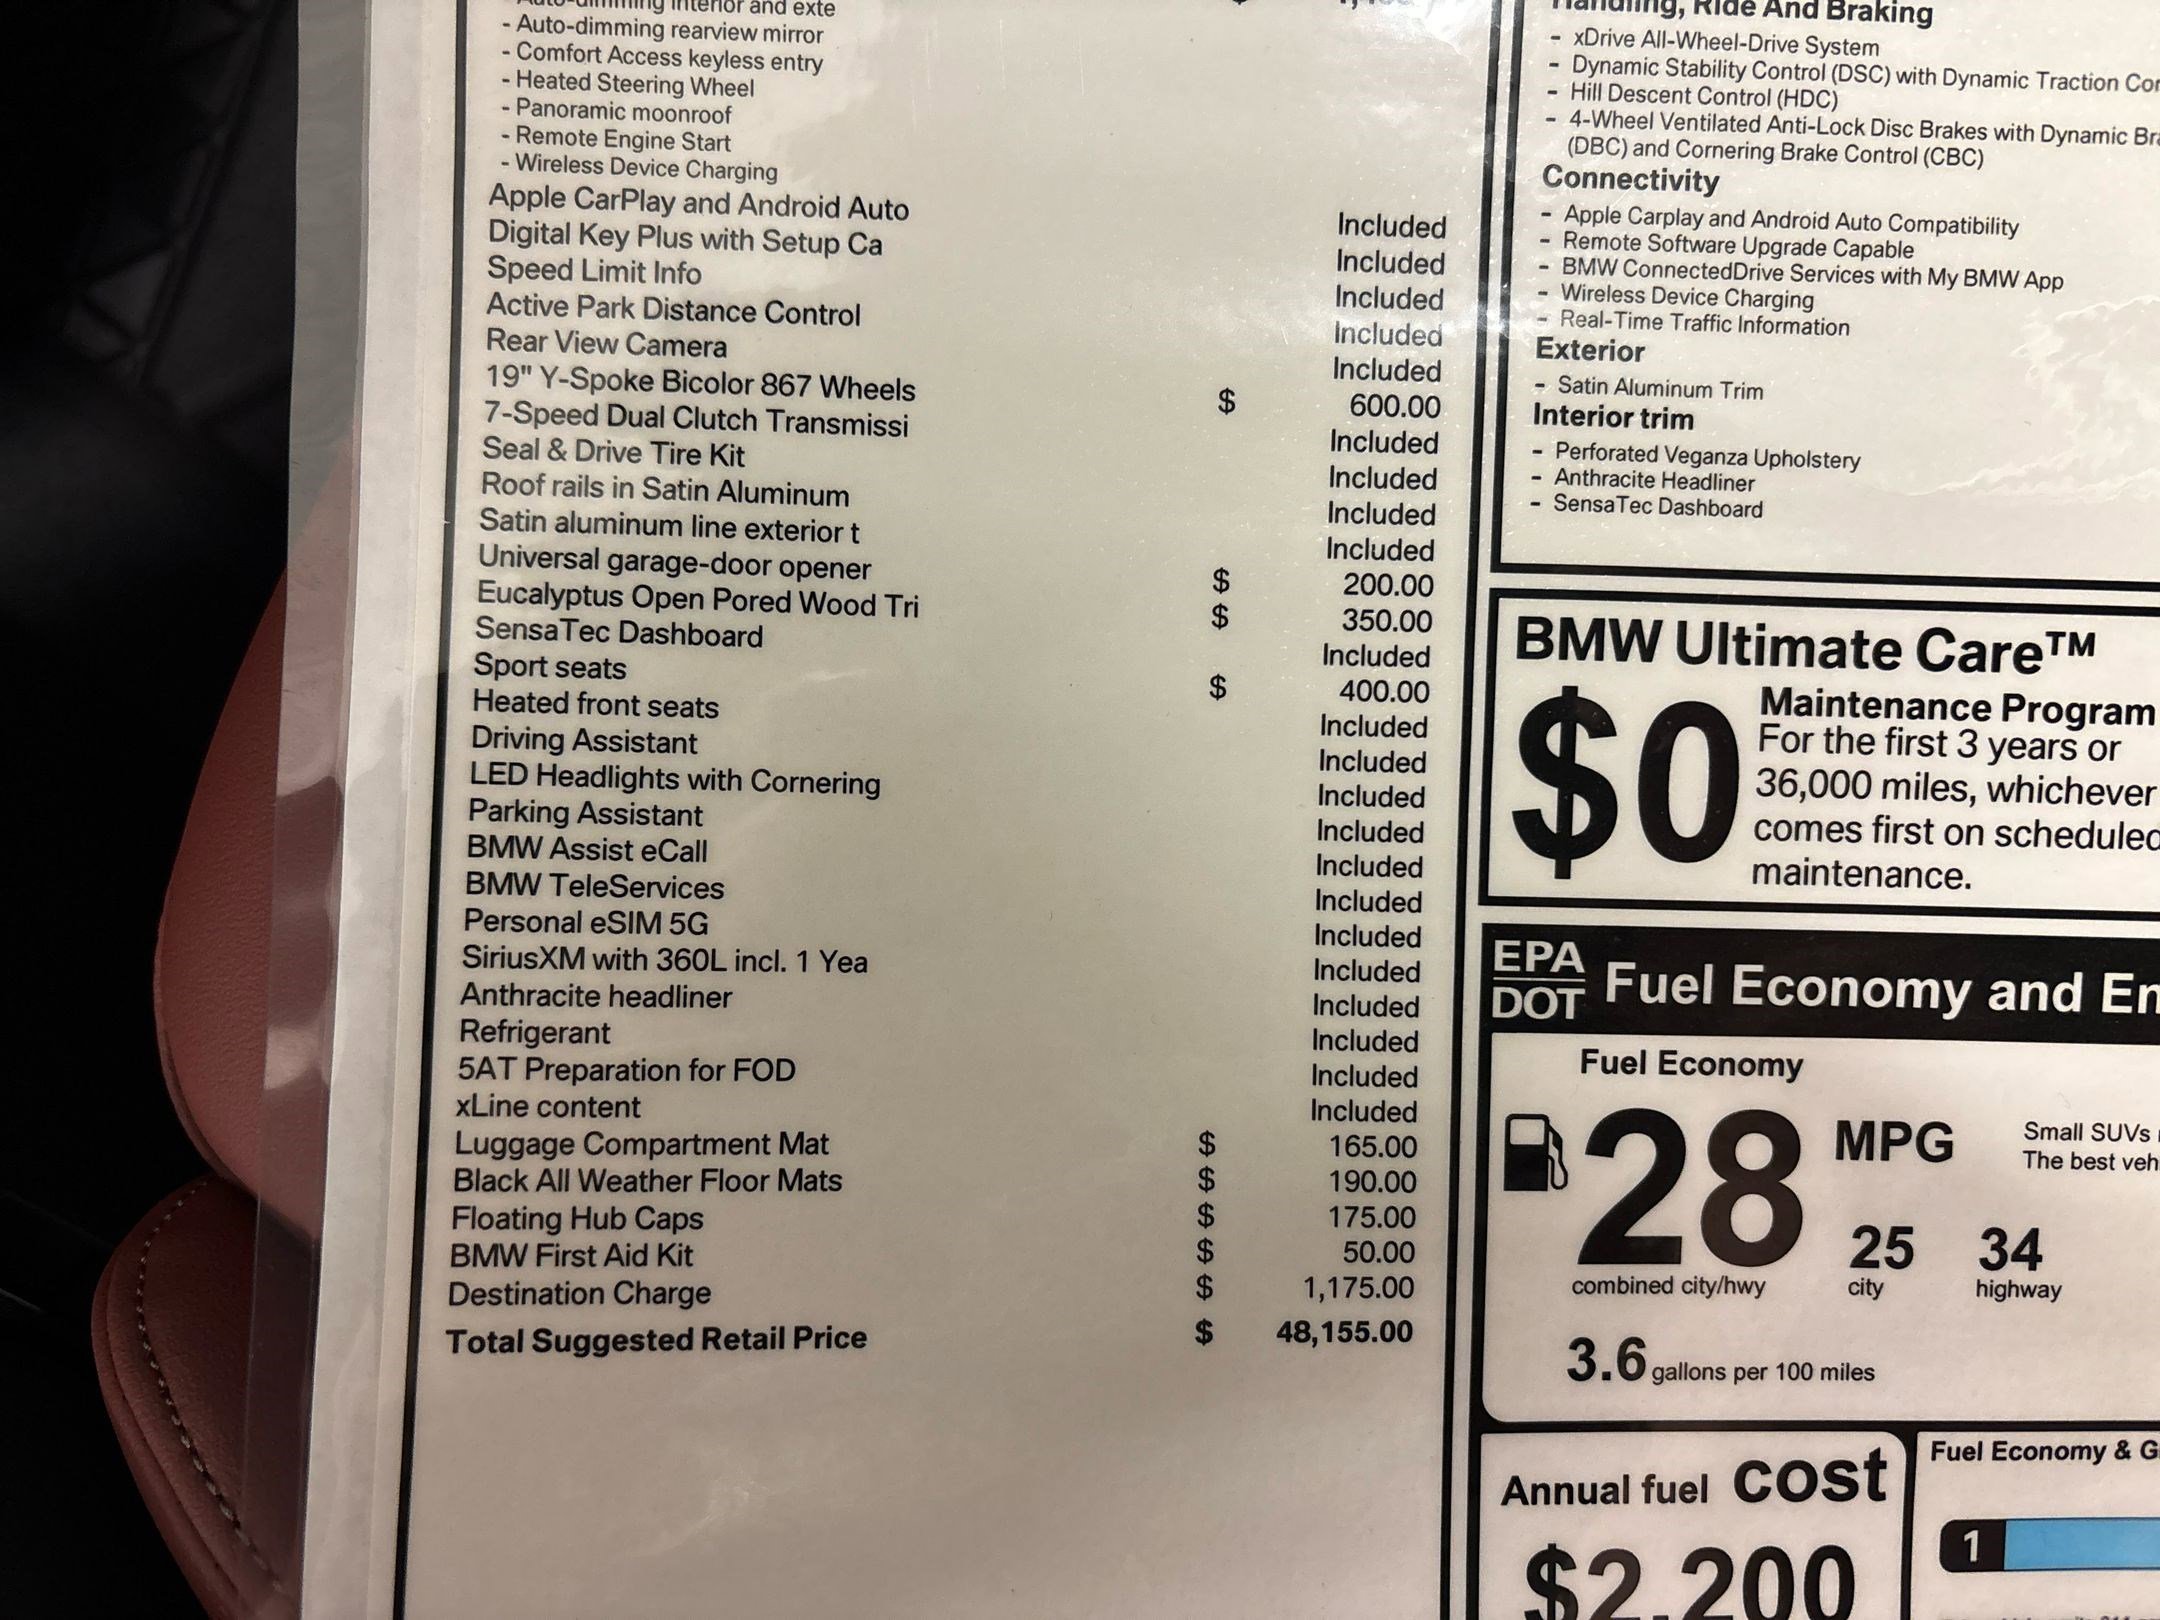 - Auto-dimming interior and exte
- Auto-dimming rearview mirror
- Comfort Access keyless entry
- Heated Steering Wheel
- Panoramic moonroof
- Remote Engine Start
- Wireless Device Charging
Apple CarPlay and Android Auto Included
Digital Key Plus with Setup Ca Included
Speed Limit Info Included
Active Park Distance Control Included
Rear View Camera Included
19" Y-Spoke Bicolor 867 Wheels $ 600.00
7-Speed Dual Clutch Transmissi Included
Seal & Drive Tire Kit Included
Roof rails in Satin Aluminum Included
Satin aluminum line exterior t Included
Universal garage-door opener $ 200.00
Eucalyptus Open Pored Wood Tri $ 350.00
SensaTec Dashboard Included
Sport seats $ 400.00
Heated front seats Included
Driving Assistant Included
LED Headlights with Cornering Included
Parking Assistant Included
BMW Assist eCall Included
BMW TeleServices Included
Personal eSIM 5G Included
SiriusXM with 360L incl. 1 Yea Included
Anthracite headliner Included
Refrigerant Included
5AT Preparation for FOD Included
xLine content Included
Luggage Compartment Mat $ 165.00
Black All Weather Floor Mats $ 190.00
Floating Hub Caps $ 175.00
BMW First Aid Kit $ 50.00
Destination Charge $ 1,175.00
Total Suggested Retail Price $ 48,155.00
Handling, Ride And Braking
- xDrive All-Wheel-Drive System
- Dynamic Stability Control (DSC) with Dynamic Traction Con
- Hill Descent Control (HDC)
- 4-Wheel Ventilated Anti-Lock Disc Brakes with Dynamic Bra
(DBC) and Cornering Brake Control (CBC)
Connectivity
- Apple Carplay and Android Auto Compatibility
- Remote Software Upgrade Capable
- BMW ConnectedDrive Services with My BMW App
- Wireless Device Charging
- Real-Time Traffic Information
Exterior
- Satin Aluminum Trim
Interior trim
- Perforated Veganza Upholstery
- Anthracite Headliner
- SensaTec Dashboard
BMW Ultimate Care™
$0
Maintenance Program
For the first 3 years or
36,000 miles, whichever
comes first on scheduled
maintenance.
EPA
DOT
Fuel Economy and En
Fuel Economy
28 MPG
Small SUVs
The best veh
combined city/hwy
25
city
34
highway
3.6 gallons per 100 miles
Annual fuel cost
$2,200
Fuel Economy & G
1